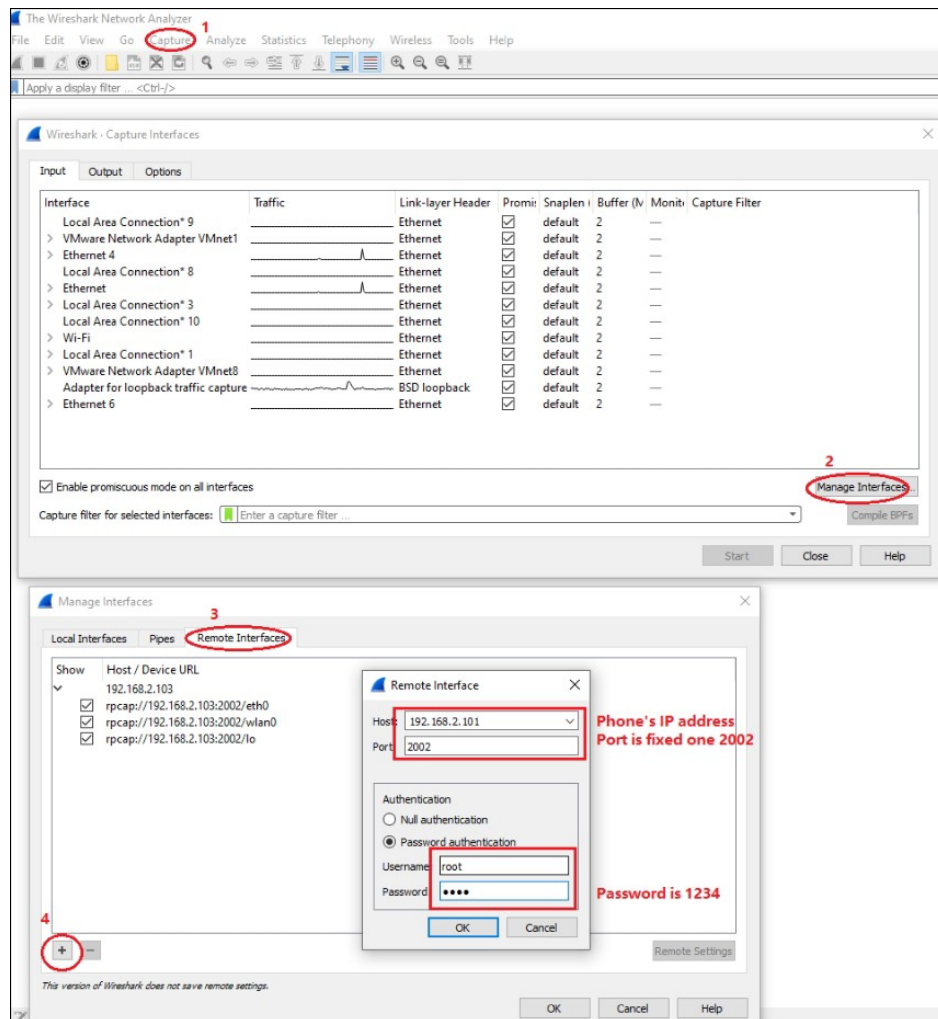 The Wireshark Network Analyzer
1
File Edit View Go Capture Analyze Statistics Telephony Wireless Tools Help
Apply a display filter ... <Ctrl-/>
Wireshark · Capture Interfaces
Input Output Options
Interface Traffic Link-layer Header Promis Snaplen ( Buffer (M Monito Capture Filter
Local Area Connection* 9 Ethernet default 2 —
VMware Network Adapter VMnet1 Ethernet default 2 —
Ethernet 4 Ethernet default 2 —
Local Area Connection* 8 Ethernet default 2 —
Ethernet Ethernet default 2 —
Local Area Connection* 3 Ethernet default 2 —
Local Area Connection* 10 Ethernet default 2 —
Wi-Fi Ethernet default 2 —
Local Area Connection* 1 Ethernet default 2 —
VMware Network Adapter VMnet8 Ethernet default 2 —
Adapter for loopback traffic capture BSD loopback default 2 —
Ethernet 6 Ethernet default 2 —
2
Enable promiscuous mode on all interfaces Manage Interfaces...
Capture filter for selected interfaces: Enter a capture filter ... Compile BPFs
Start Close Help
Manage Interfaces
3
Local Interfaces Pipes Remote Interfaces
Show Host / Device URL
192.168.2.103
rpcap://192.168.2.103:2002/eth0
rpcap://192.168.2.103:2002/wlan0
rpcap://192.168.2.103:2002/lo
Remote Interface
Host: 192.168.2.101
Phone's IP address
Port: 2002
Port is fixed one 2002
Authentication
Null authentication
Password authentication
Username: root
Password: ●●●●
Password is 1234
OK Cancel
4
+ −
Remote Settings
This version of Wireshark does not save remote settings.
OK Cancel Help